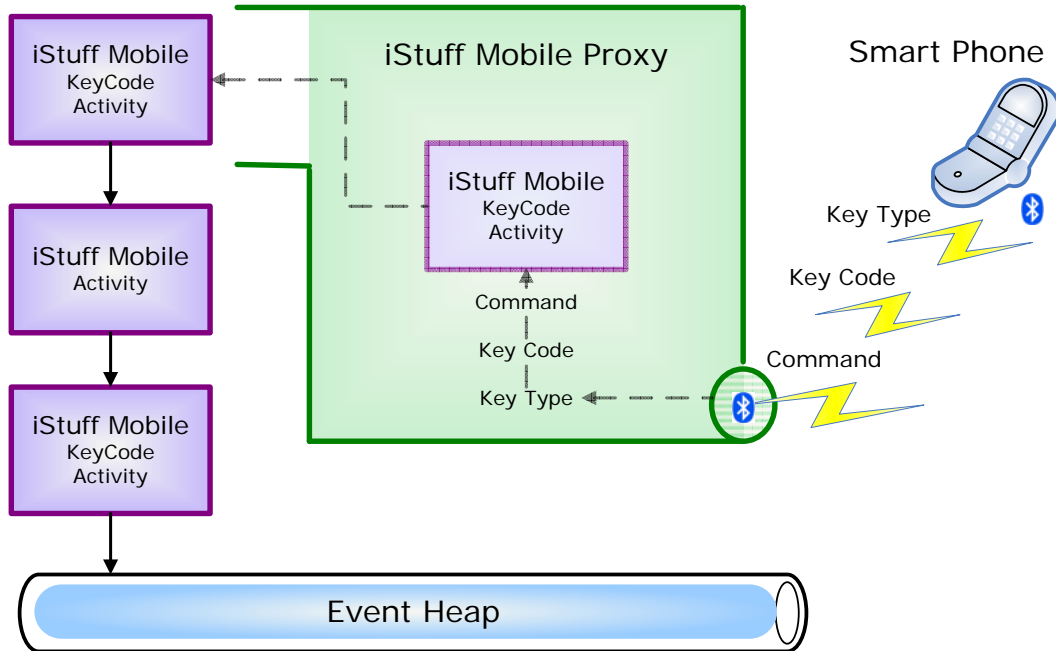 iStuff Mobile
KeyCode
Activity
iStuff Mobile
Activity
iStuff Mobile
KeyCode
Activity
iStuff Mobile Proxy
iStuff Mobile
KeyCode
Activity
Command
Key Code
Key Type
Smart Phone
Key Type
Key Code
Command
Event Heap